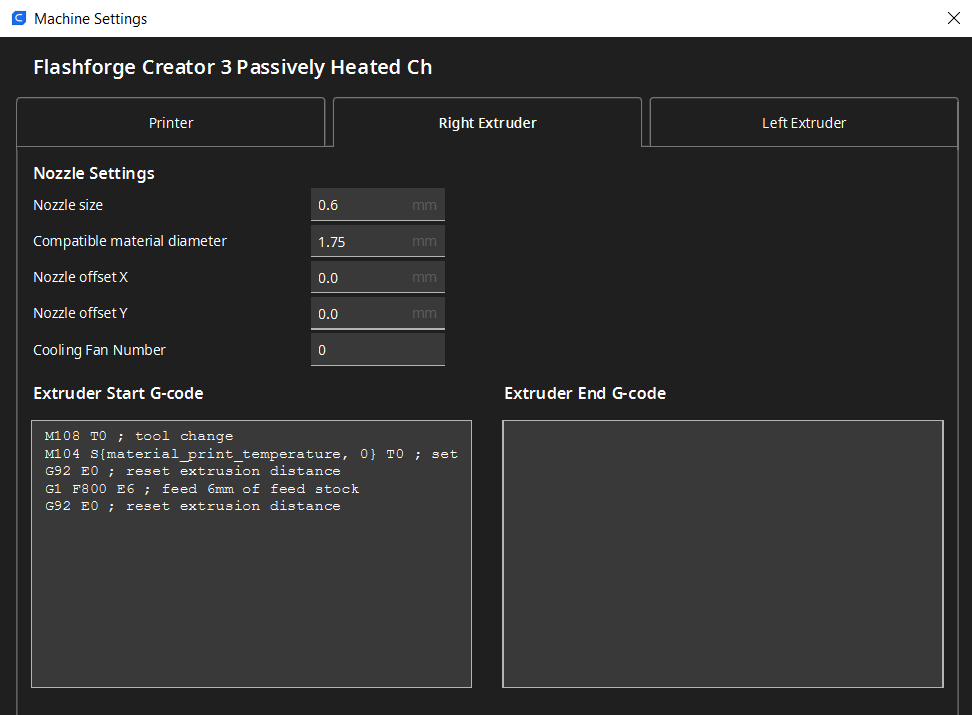 Machine Settings
Flashforge Creator 3 Passively Heated Ch
Printer
Right Extruder
Left Extruder
Nozzle Settings
Nozzle size 0.6 mm
Compatible material diameter 1.75 mm
Nozzle offset X 0.0 mm
Nozzle offset Y 0.0 mm
Cooling Fan Number 0
Extruder Start G-code
M108 T0 ; tool change
M104 S{material_print_temperature, 0} T0 ; set
G92 E0 ; reset extrusion distance
G1 F800 E6 ; feed 6mm of feed stock
G92 E0 ; reset extrusion distance
Extruder End G-code